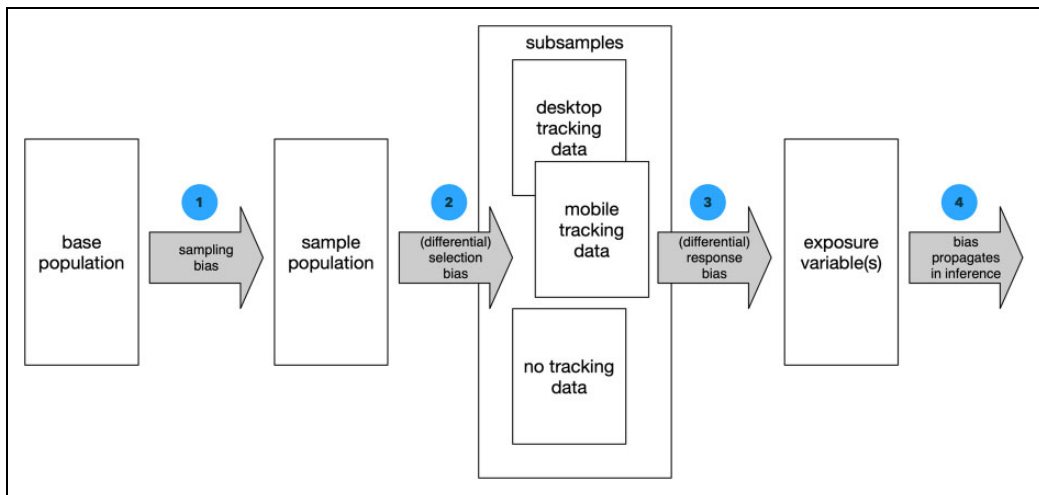 base
population
1
sampling
bias
sample
population
2
(differential)
selection
bias
subsamples
desktop
tracking
data
mobile
tracking
data
no tracking
data
3
(differential)
response
bias
exposure
variable(s)
4
bias
propagates
in inference